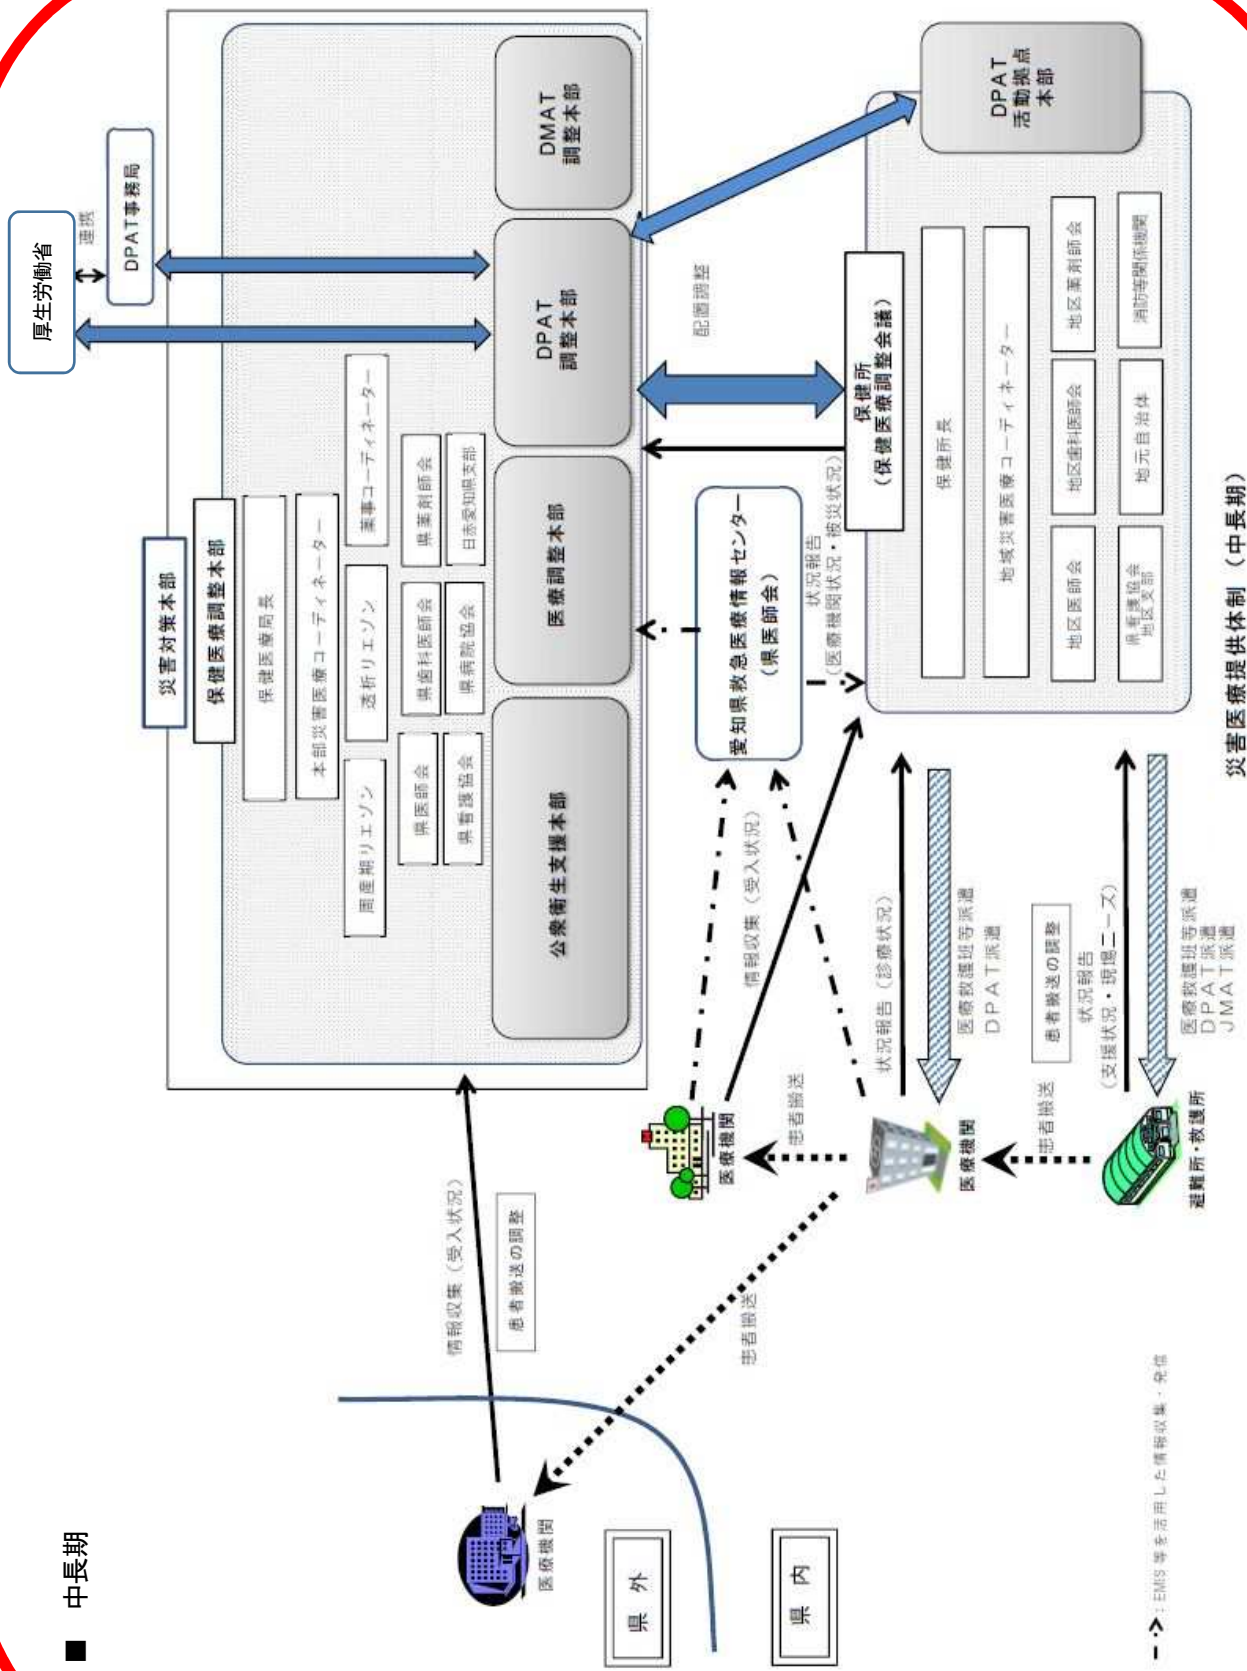 ■ 中長期
厚生労働省
連携
DPAT事務局
災害対策本部
保健医療調整本部
保健医療局長
本部災害医療コーディネーター
周産期リエゾン
透析リエゾン
薬事コーディネーター
県医師会
県歯科医師会
県薬剤師会
県看護協会
県病院協会
日赤愛知県支部
公衆衛生支援本部
医療調整本部
DPAT
調整本部
DMAT
調整本部
情報収集(受入状況)
患者搬送の調整
医療機関
県 外
県 内
患者搬送
医療機関
患者搬送
情報収集(受入状況)
愛知県救急医療情報センター
(県医師会)
状況報告
(医療機関状況・被災状況)
配置調整
保健所
(保健医療調整会議)
保健所長
地域災害医療コーディネーター
地区医師会
地区歯科医師会
地区薬剤師会
県看護協会
地区支部
地元自治体
消防等関係機関
DPAT
活動拠点
本部
状況報告(診療状況)
医療救護班等派遣
DPAT派遣
医療機関
患者搬送
患者搬送の調整
状況報告
(支援状況・現場ニーズ)
医療救護班等派遣
DPAT派遣
JMAT派遣
避難所・救護所
:EMIS等を活用した情報収集・発信
災害医療提供体制(中長期)